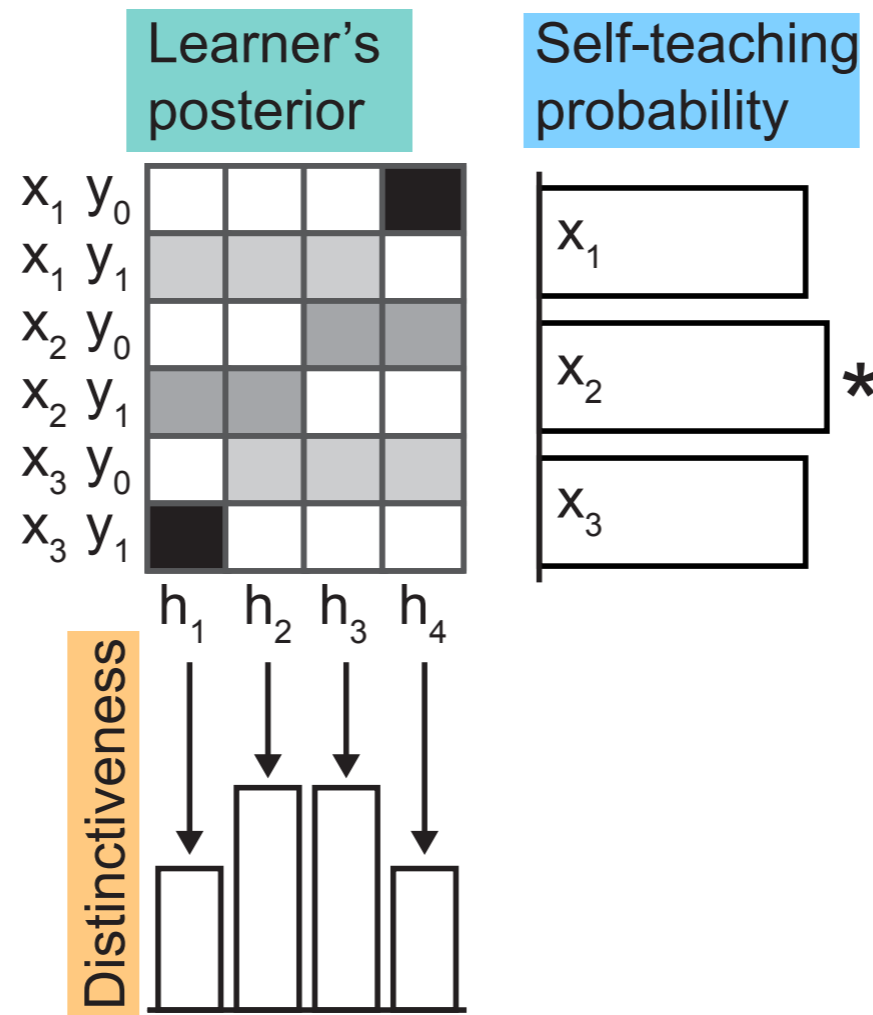 Learner's
posterior
Self-teaching
probability
x₁ y₀
x₁ y₁
x₂ y₀
x₂ y₁
x₃ y₀
x₃ y₁
x₁
x₂
*
x₃
h₁ h₂ h₃ h₄
Distinctiveness